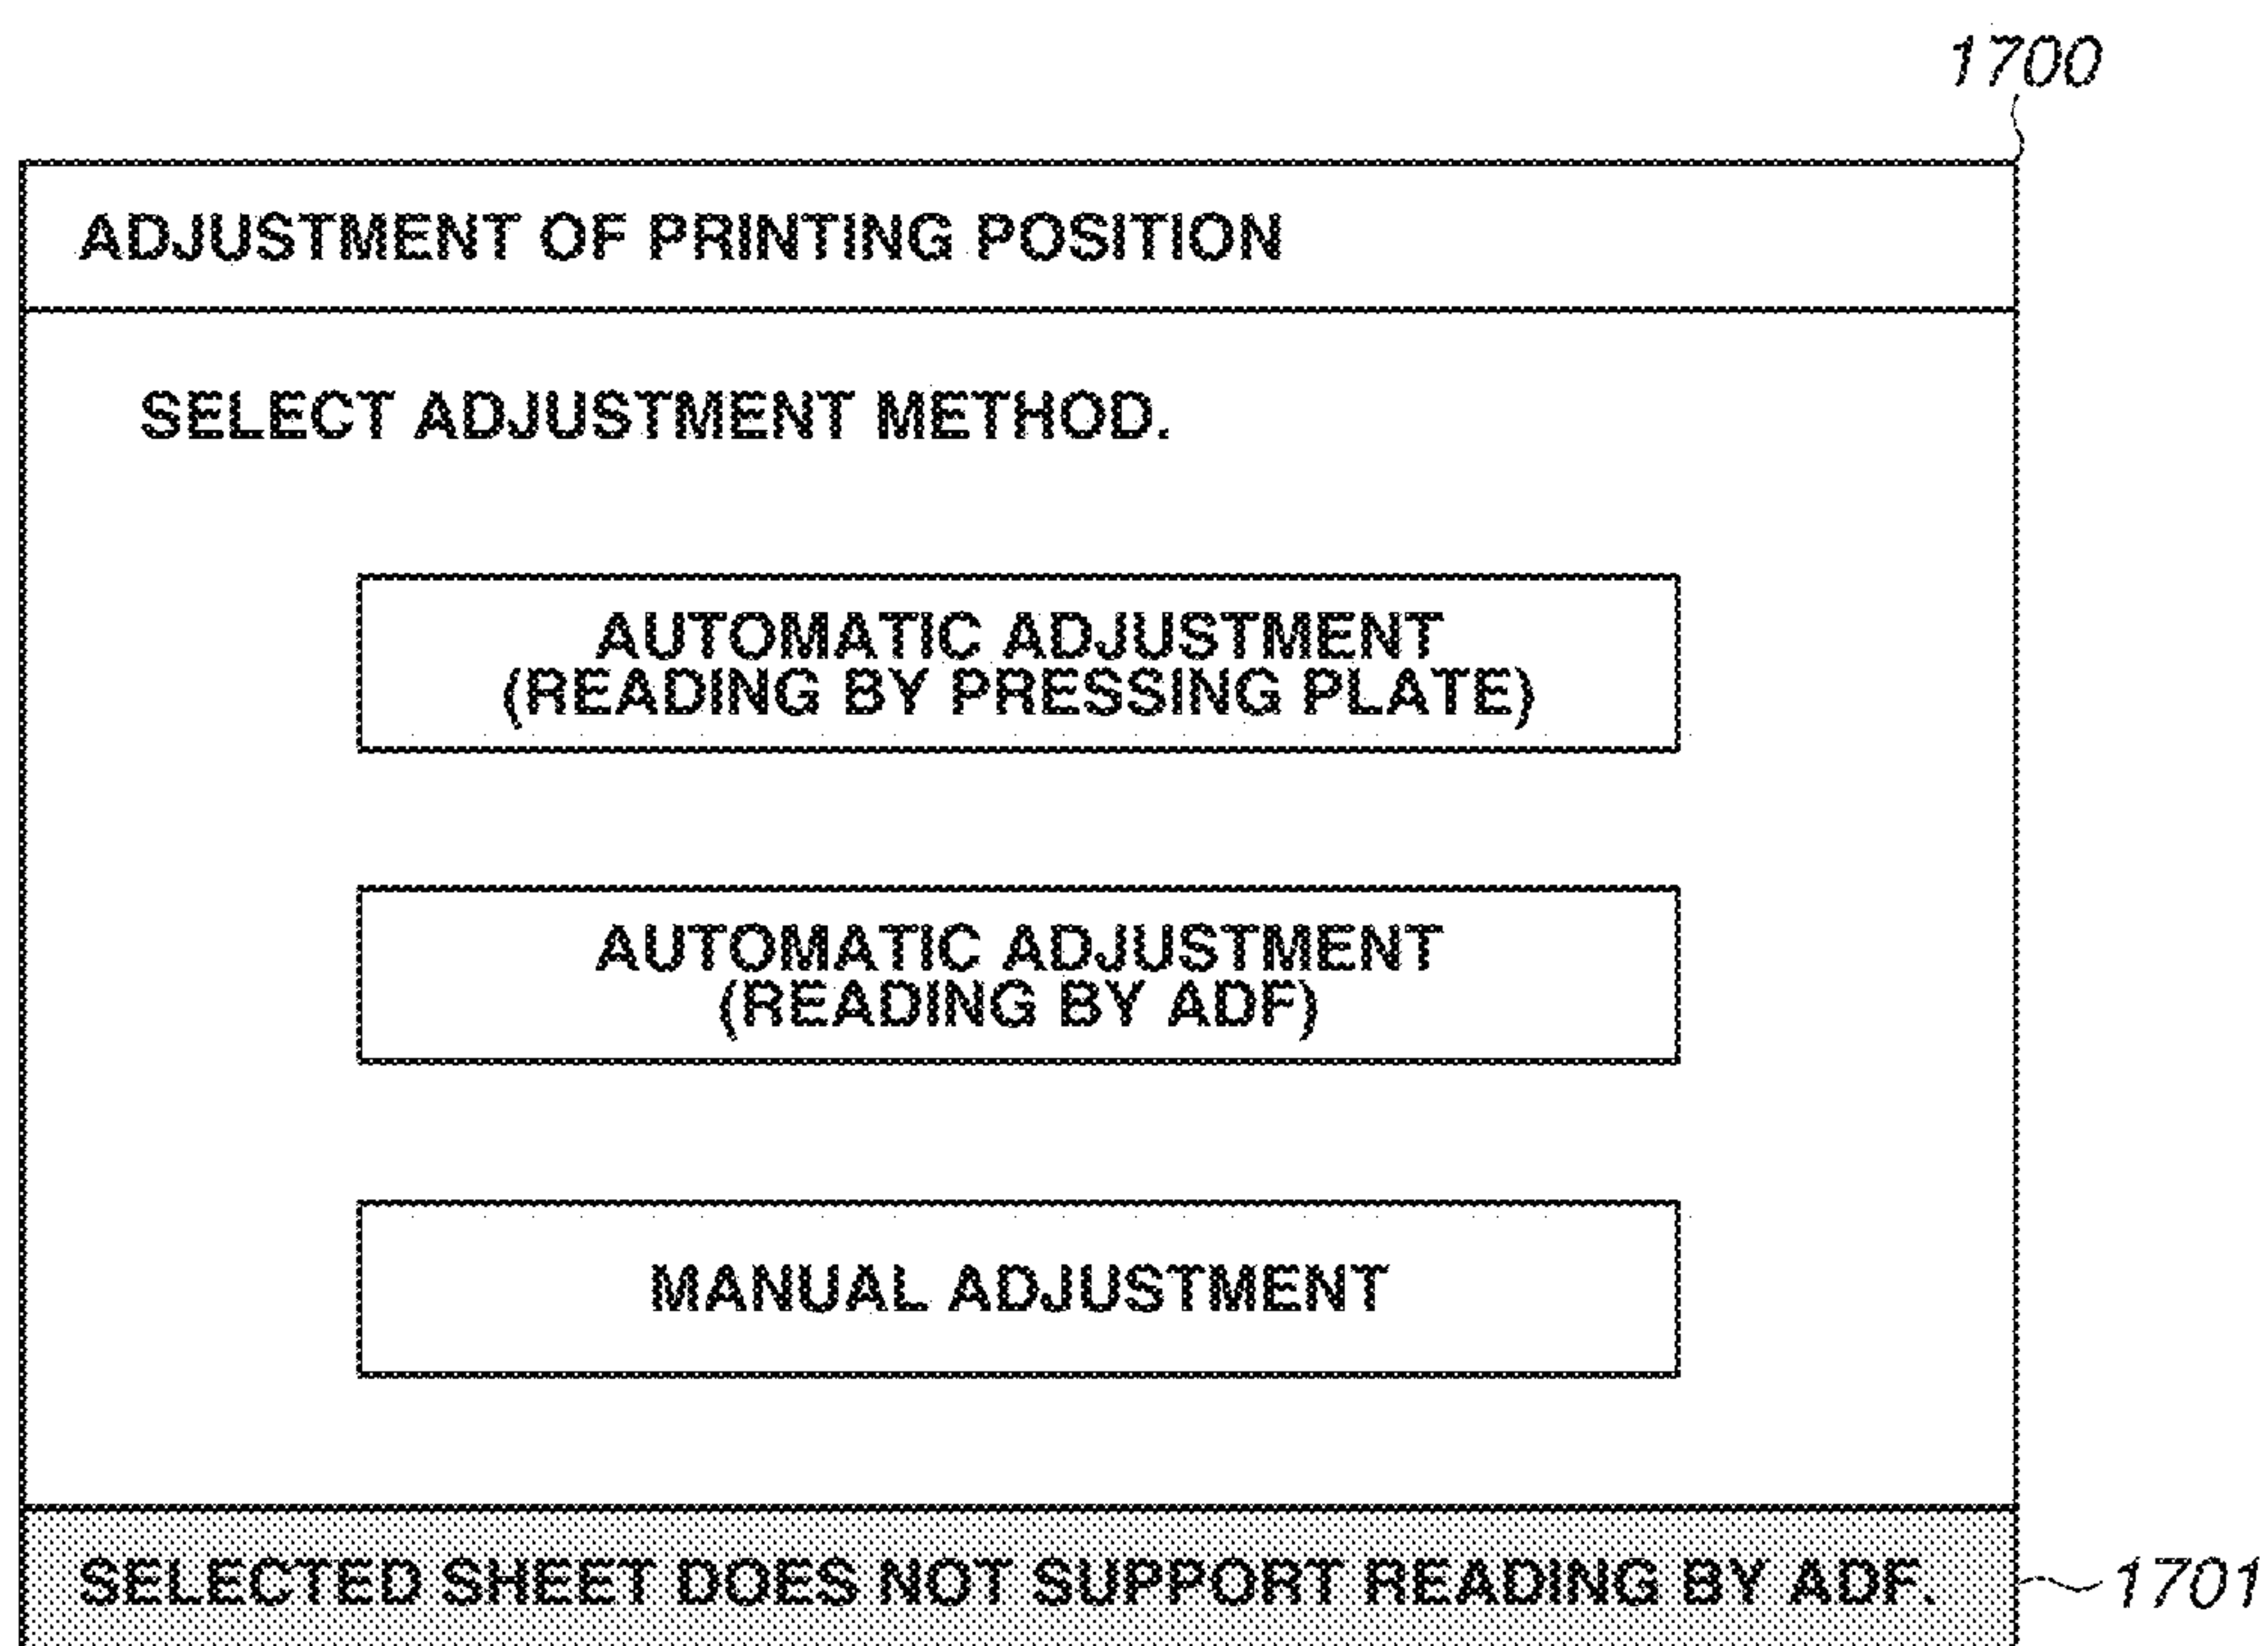 1700
ADJUSTMENT OF PRINTING POSITION
SELECT ADJUSTMENT METHOD.
AUTOMATIC ADJUSTMENT
(READING BY PRESSING PLATE)
AUTOMATIC ADJUSTMENT
(READING BY ADF)
MANUAL ADJUSTMENT
SELECTED SHEET DOES NOT SUPPORT READING BY ADF.
1701